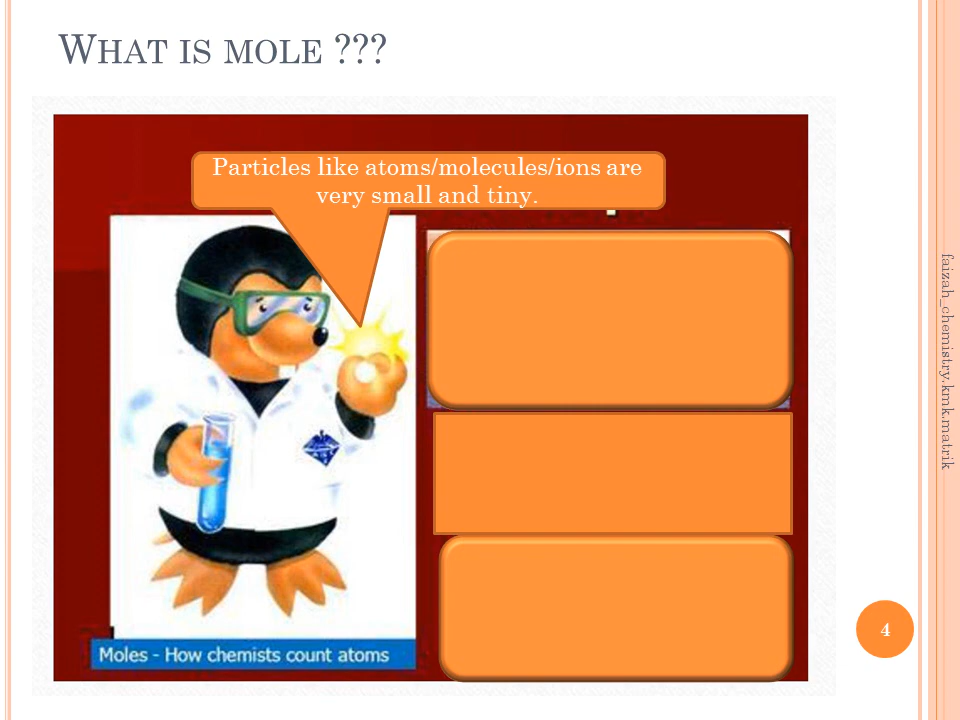 WHAT IS MOLE ???
Particles like atoms/molecules/ions are
very small and tiny.
Moles - How chemists count atoms
4
faizah_chemistry.kmk.matrik